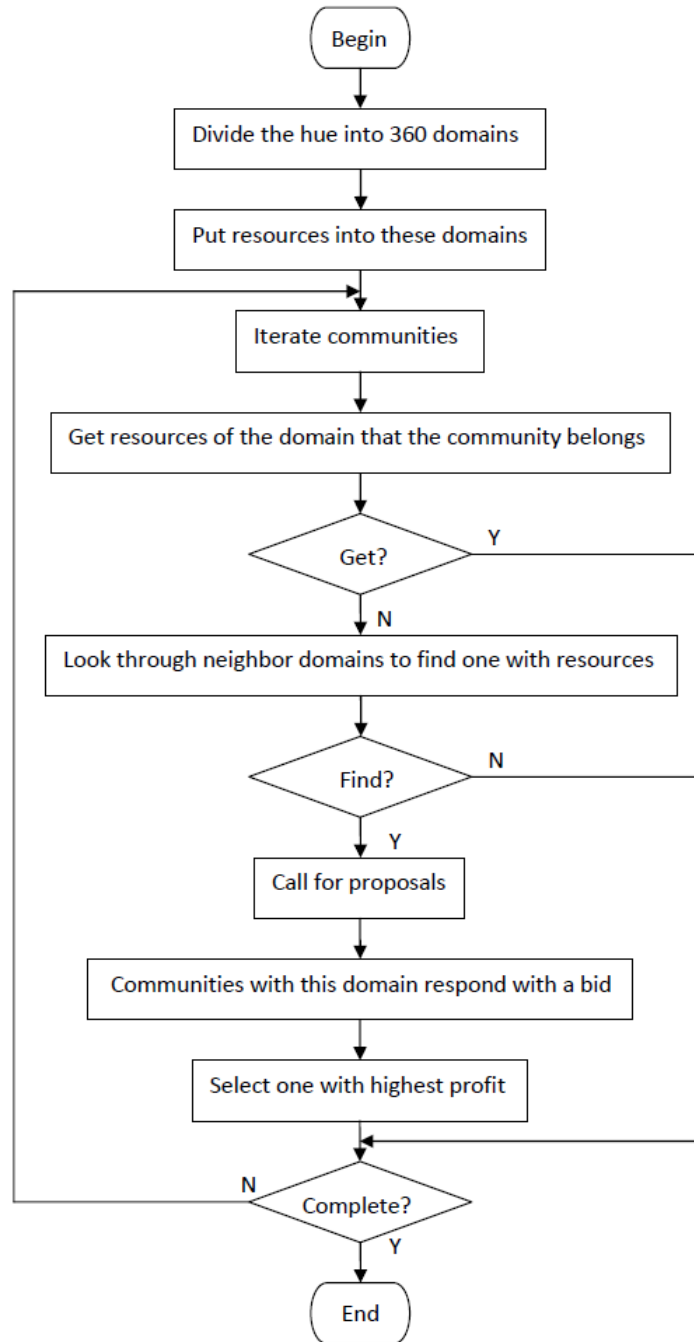 Begin
Divide the hue into 360 domains
Put resources into these domains
Iterate communities
Get resources of the domain that the community belongs
Y
Get?
N
Look through neighbor domains to find one with resources
N
Find?
Y
Call for proposals
Communities with this domain respond with a bid
Select one with highest profit
N
Complete?
Y
End